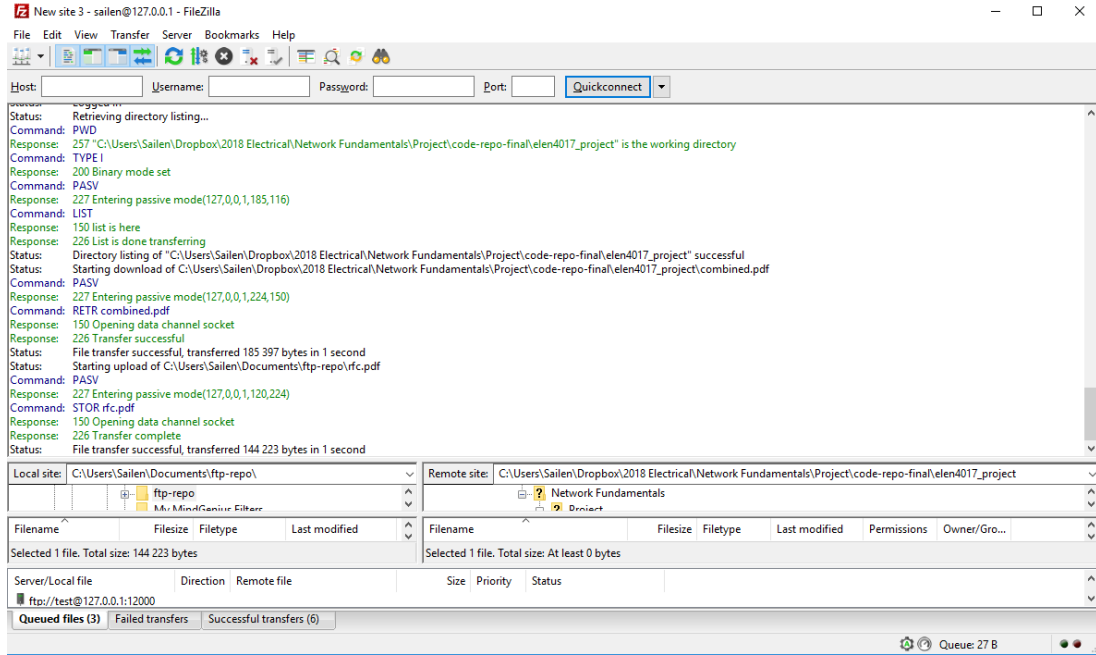 New site 3 - sailen@127.0.0.1 - FileZilla
File Edit View Transfer Server Bookmarks Help
Host: Username: Password: Port: Quickconnect
Status: Logged in
Status: Retrieving directory listing...
Command: PWD
Response: 257 "C:\Users\Sailen\Dropbox\2018 Electrical\Network Fundamentals\Project\code-repo-final\elen4017_project" is the working directory
Command: TYPE I
Response: 200 Binary mode set
Command: PASV
Response: 227 Entering passive mode(127,0,0,1,185,116)
Command: LIST
Response: 150 list is here
Response: 226 List is done transferring
Status: Directory listing of "C:\Users\Sailen\Dropbox\2018 Electrical\Network Fundamentals\Project\code-repo-final\elen4017_project" successful
Status: Starting download of C:\Users\Sailen\Dropbox\2018 Electrical\Network Fundamentals\Project\code-repo-final\elen4017_project\combined.pdf
Command: PASV
Response: 227 Entering passive mode(127,0,0,1,224,150)
Command: RETR combined.pdf
Response: 150 Opening data channel socket
Response: 226 Transfer successful
Status: File transfer successful, transferred 185 397 bytes in 1 second
Status: Starting upload of C:\Users\Sailen\Documents\ftp-repo\rfc.pdf
Command: PASV
Response: 227 Entering passive mode(127,0,0,1,120,224)
Command: STOR rfc.pdf
Response: 150 Opening data channel socket
Response: 226 Transfer complete
Status: File transfer successful, transferred 144 223 bytes in 1 second
Local site: C:\Users\Sailen\Documents\ftp-repo\
ftp-repo
My MindGenius Filters
Remote site: C:\Users\Sailen\Dropbox\2018 Electrical\Network Fundamentals\Project\code-repo-final\elen4017_project
Network Fundamentals
Project
Filename Filesize Filetype Last modified
Selected 1 file. Total size: 144 223 bytes
Filename Filesize Filetype Last modified Permissions Owner/Gro...
Selected 1 file. Total size: At least 0 bytes
Server/Local file Direction Remote file Size Priority Status
ftp://test@127.0.0.1:12000
Queued files (3) Failed transfers Successful transfers (6)
Queue: 27 B